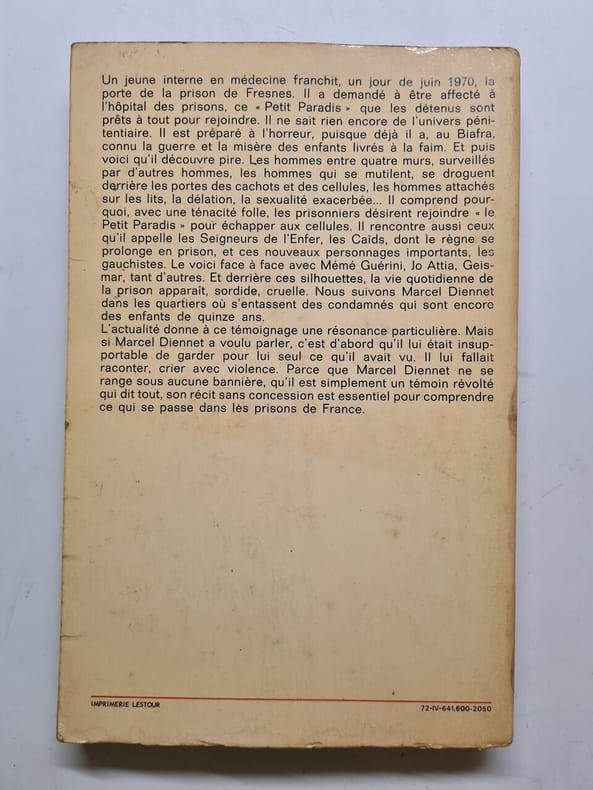 Un jeune interne en médecine franchit, un jour de juin 1970, la
porte de la prison de Fresnes. Il a demandé à être affecté à
l'hôpital des prisons, ce « Petit Paradis » que les détenus sont
prêts à tout pour rejoindre. Il ne sait rien encore de l'univers péni-
tentiaire. Il est préparé à l'horreur, puisque déjà il a, au Biafra,
connu la guerre et la misère des enfants livrés à la faim. Et puis
voici qu'il découvre pire. Les hommes entre quatre murs, surveillés
par d'autres hommes, les hommes qui se mutilent, se droguent
derrière les portes des cachots et des cellules, les hommes attachés
sur les lits, la délation, la sexualité exacerbée... Il comprend pour-
quoi, avec une ténacité folle, les prisonniers désirent rejoindre « le
Petit Paradis » pour échapper aux cellules. Il rencontre aussi ceux
qu'il appelle les Seigneurs de l'Enfer, les Caïds, dont le règne se
prolonge en prison, et ces nouveaux personnages importants, les
gauchistes. Le voici face à face avec Mémé Guérini, Jo Attia, Geis-
mar, tant d'autres. Et derrière ces silhouettes, la vie quotidienne de
la prison apparaît, sordide, cruelle. Nous suivons Marcel Diennet
dans les quartiers où s'entassent des condamnés qui sont encore
des enfants de quinze ans.
L'actualité donne à ce témoignage une résonance particulière. Mais
si Marcel Diennet a voulu parler, c'est d'abord qu'il lui était insup-
portable de garder pour lui seul ce qu'il avait vu. Il lui fallait
raconter, crier avec violence. Parce que Marcel Diennet ne se
range sous aucune bannière, qu'il est simplement un témoin révolté
qui dit tout, son récit sans concession est essentiel pour comprendre
ce qui se passe dans les prisons de France.
IMPRIMERIE LESTOUR
72-IV-641.600-2050